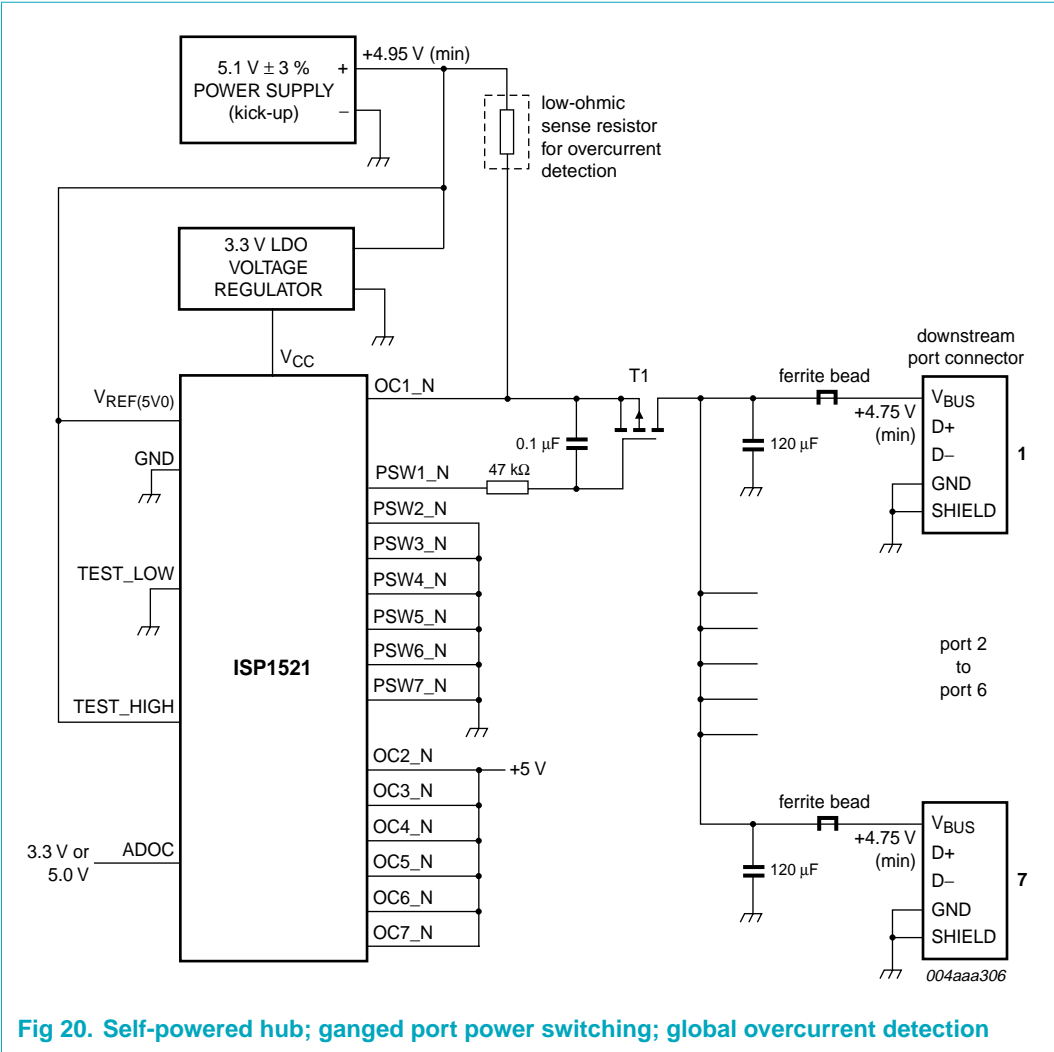 5.1 V ± 3 %
POWER SUPPLY
(kick-up)
+
−
+4.95 V (min)
low-ohmic
sense resistor
for overcurrent
detection
3.3 V LDO
VOLTAGE
REGULATOR
VCC
VREF(5V0)
GND
TEST_LOW
TEST_HIGH
3.3 V or
5.0 V
ADOC
ISP1521
OC1_N
PSW1_N
PSW2_N
PSW3_N
PSW4_N
PSW5_N
PSW6_N
PSW7_N
OC2_N
OC3_N
OC4_N
OC5_N
OC6_N
OC7_N
+5 V
47 kΩ
0.1 μF
T1
120 μF
ferrite bead
+4.75 V
(min)
downstream
port connector
VBUS
D+
D−
GND
SHIELD
1
port 2
to
port 6
ferrite bead
120 μF
+4.75 V
(min)
VBUS
D+
D−
GND
SHIELD
7
004aaa306
Fig 20. Self-powered hub; ganged port power switching; global overcurrent detection